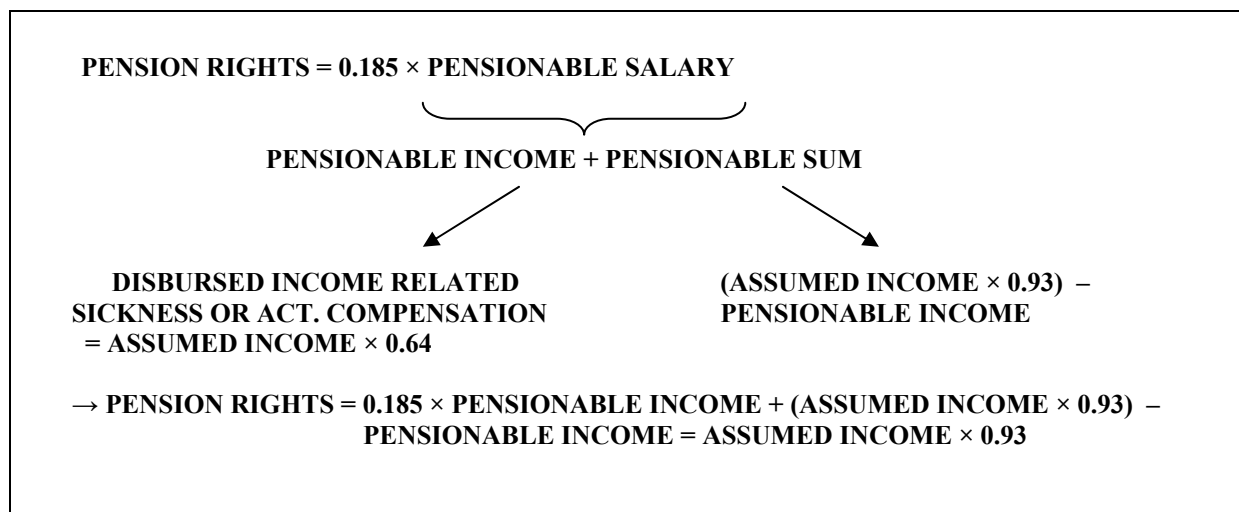 PENSION RIGHTS = 0.185 × PENSIONABLE SALARY
PENSIONABLE INCOME + PENSIONABLE SUM
DISBURSED INCOME RELATED
SICKNESS OR ACT. COMPENSATION
= ASSUMED INCOME × 0.64
(ASSUMED INCOME × 0.93) –
PENSIONABLE INCOME
→ PENSION RIGHTS = 0.185 × PENSIONABLE INCOME + (ASSUMED INCOME × 0.93) –
PENSIONABLE INCOME = ASSUMED INCOME × 0.93